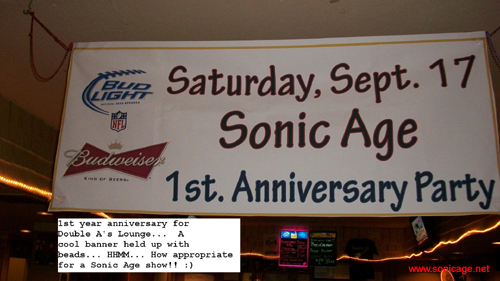 Saturday, Sept. 17
BUD
LIGHT
NFL
Sonic Age
Budweiser
KING OF BEERS
1st. Anniversary Party
1st year anniversary for
Double A's Lounge... A
cool banner held up with
beads... HHMM... How appropriate
for a Sonic Age show!! :)
www.sonicage.net